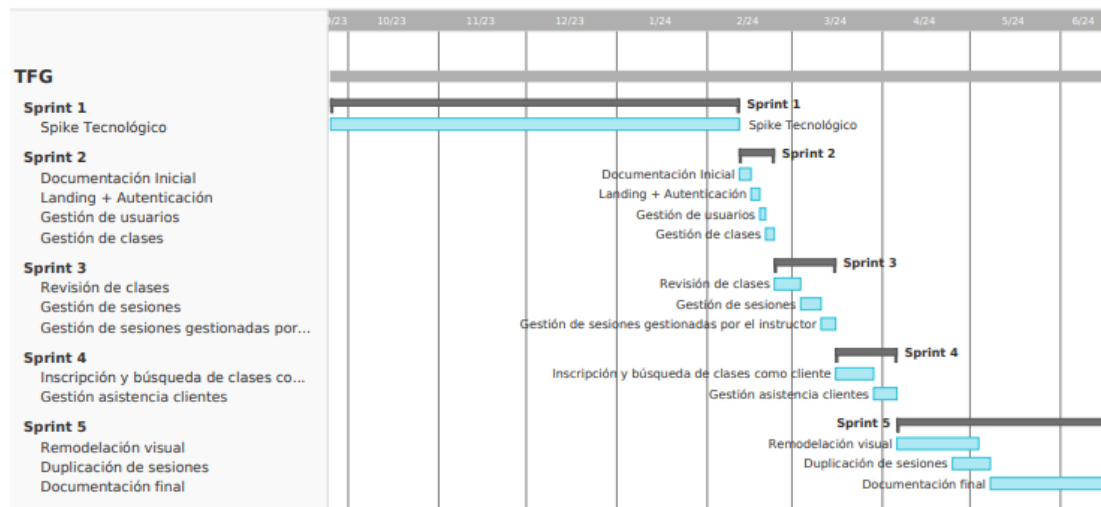 /23 10/23 11/23 12/23 1/24 2/24 3/24 4/24 5/24 6/24
TFG
Sprint 1 Sprint 1
Spike Tecnológico Spike Tecnológico
Sprint 2 Sprint 2
Documentación Inicial Documentación Inicial
Landing + Autenticación Landing + Autenticación
Gestión de usuarios Gestión de usuarios
Gestión de clases Gestión de clases
Sprint 3 Sprint 3
Revisión de clases Revisión de clases
Gestión de sesiones Gestión de sesiones
Gestión de sesiones gestionadas por... Gestión de sesiones gestionadas por el instructor
Sprint 4 Sprint 4
Inscripción y búsqueda de clases co... Inscripción y búsqueda de clases como cliente
Gestión asistencia clientes Gestión asistencia clientes
Sprint 5 Sprint 5
Remodelación visual Remodelación visual
Duplicación de sesiones Duplicación de sesiones
Documentación final Documentación final